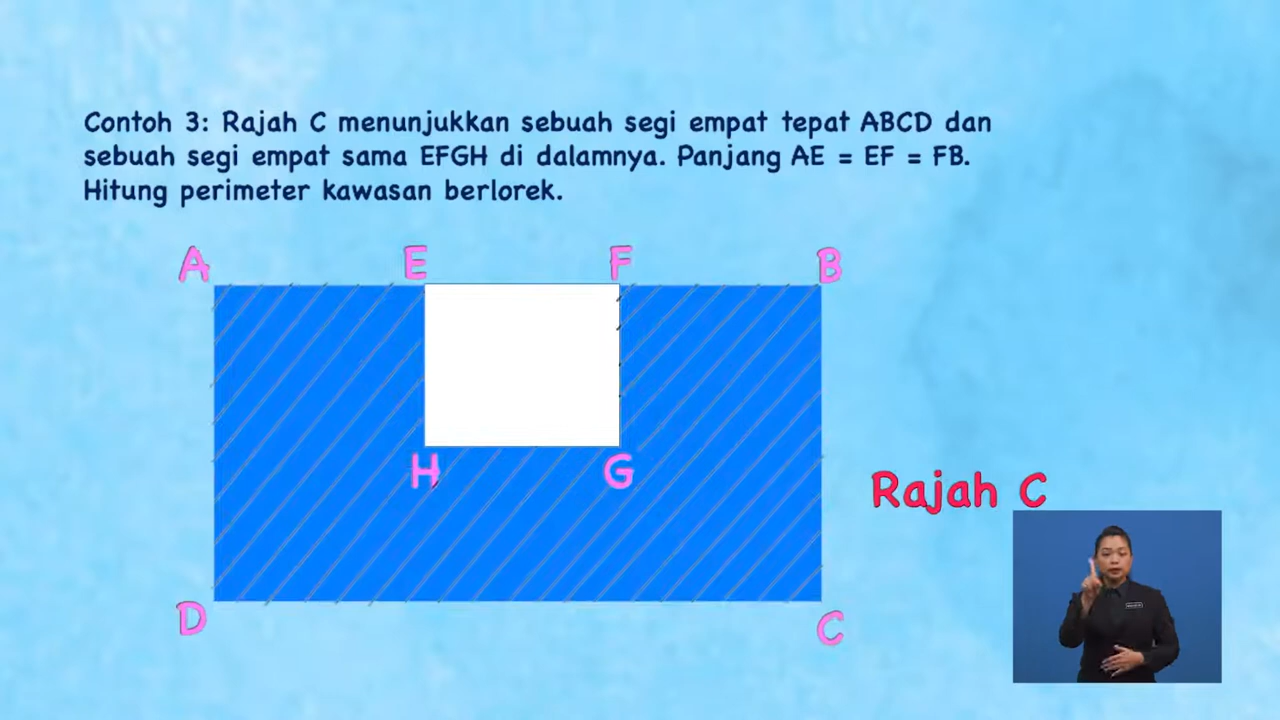 Contoh 3: Rajah C menunjukkan sebuah segi empat tepat ABCD dan
sebuah segi empat sama EFGH di dalamnya. Panjang AE = EF = FB.
Hitung perimeter kawasan berlorek.
A E F B
H G
Rajah C
D C